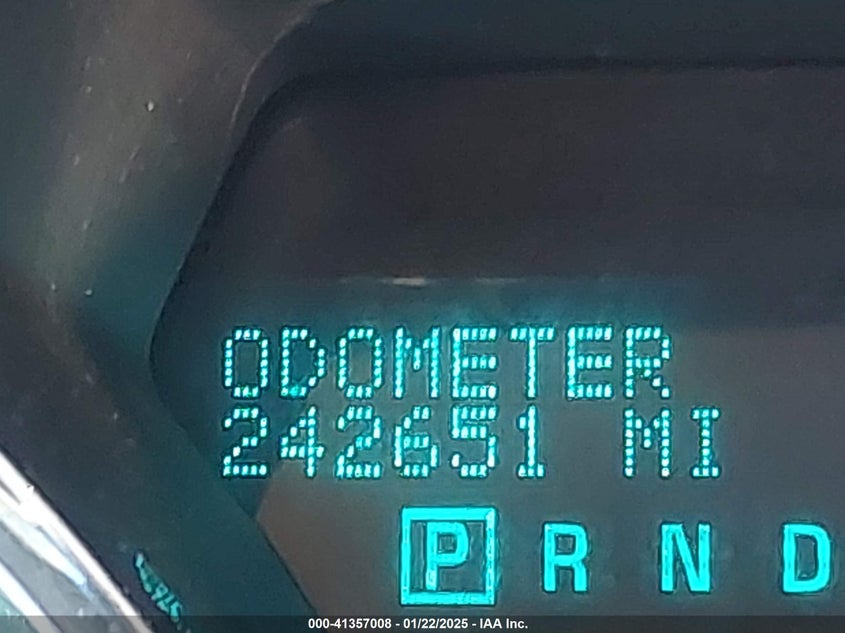 ODOMETER
242651 MI
P R N D
000-41357008 - 01/22/2025 - IAA Inc.